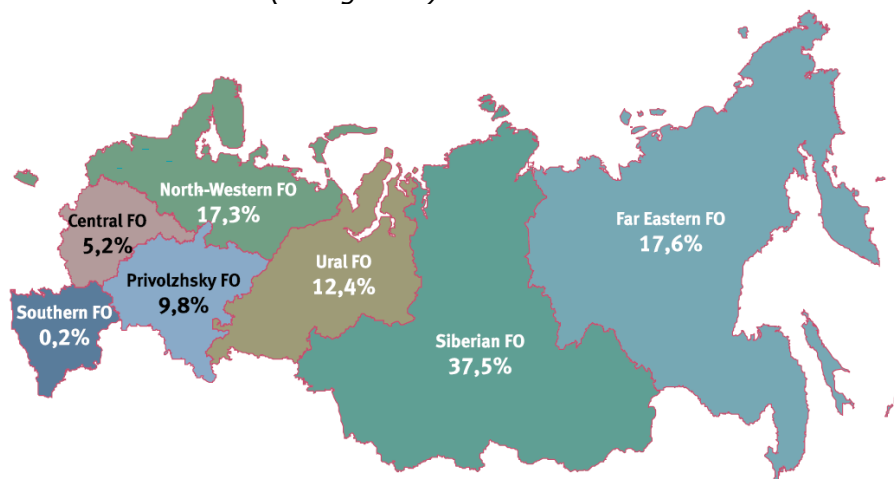 North-Western FO
17,3%
Central FO
5,2%
Far Eastern FO
17,6%
Ural FO
12,4%
Privolzhsky FO
9,8%
Southern FO
0,2%
Siberian FO
37,5%